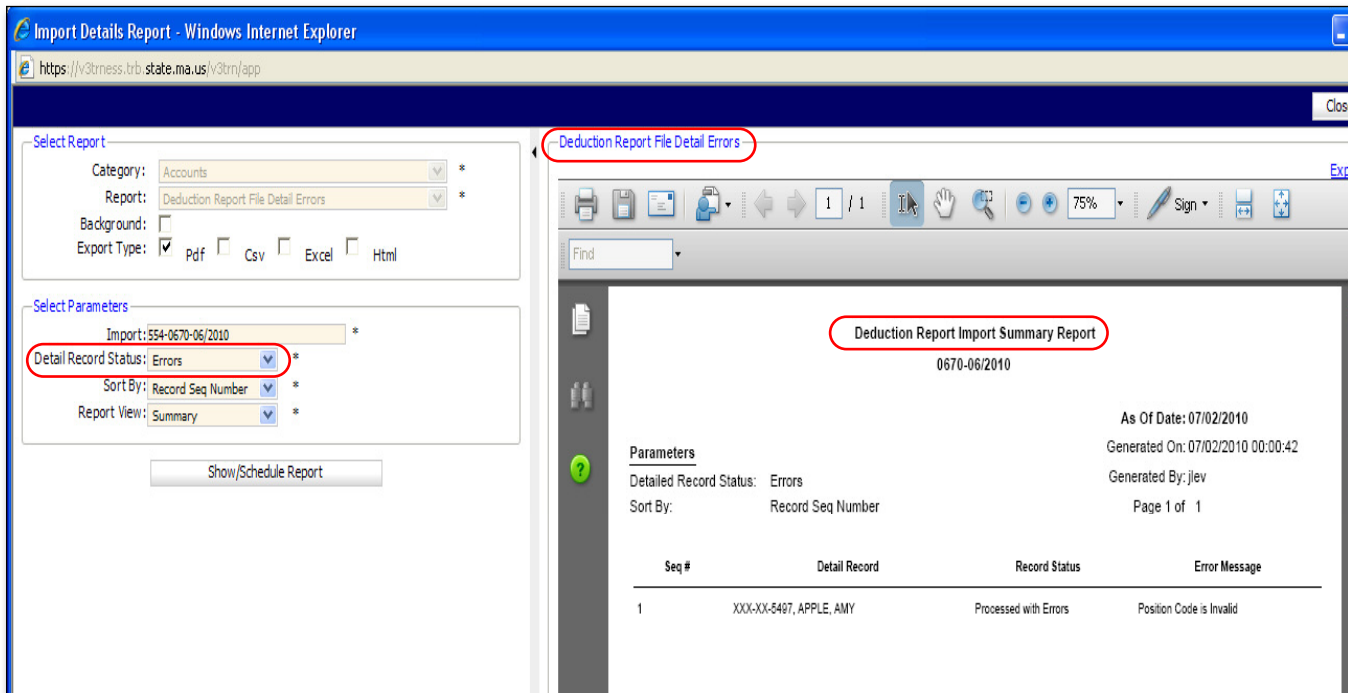 Import Details Report - Windows Internet Explorer
https://v3trness.trb.state.ma.us/v3trn/app
Select Report
Category: Accounts *
Report: Deduction Report File Detail Errors *
Background:
Export Type: Pdf Csv Excel Html
Select Parameters
Import: 554-0670-06/2010 *
Detail Record Status: Errors *
Sort By: Record Seq Number *
Report View: Summary *
Show/Schedule Report
Deduction Report File Detail Errors
1 / 1 75% Sign
Find
Deduction Report Import Summary Report
0670-06/2010
As Of Date: 07/02/2010
Generated On: 07/02/2010 00:00:42
Generated By: jlev
Page 1 of 1
Parameters
Detailed Record Status: Errors
Sort By: Record Seq Number
Seq # Detail Record Record Status Error Message
1 XXX-XX-5497, APPLE, AMY Processed with Errors Position Code is Invalid